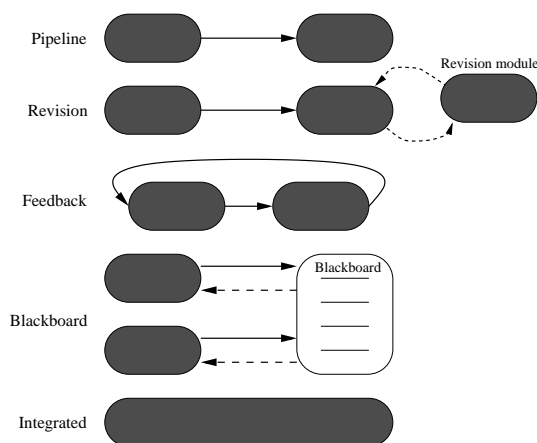 Pipeline
Revision module
Revision
Feedback
Blackboard
Blackboard
Integrated